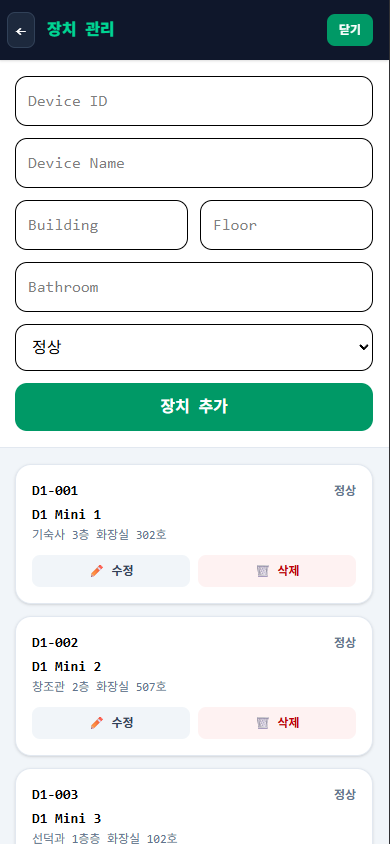 ← 장치 관리 닫기
Device ID
Device Name
Building Floor
Bathroom
정상
장치 추가
D1-001 정상
D1 Mini 1
기숙사 3층 화장실 302호
수정 삭제
D1-002 정상
D1 Mini 2
창조관 2층 화장실 507호
수정 삭제
D1-003 정상
D1 Mini 3
선덕과 1층층 화장실 102호